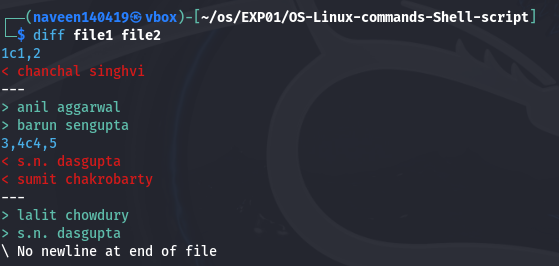 ┌──(naveen140419㉿vbox)-[~/os/EXP01/OS-Linux-commands-Shell-script]
└─$ diff file1 file2
1c1,2
< chanchal singhvi
---
> anil aggarwal
> barun sengupta
3,4c4,5
< s.n. dasgupta
< sumit chakrobarty
---
> lalit chowdury
> s.n. dasgupta
\ No newline at end of file